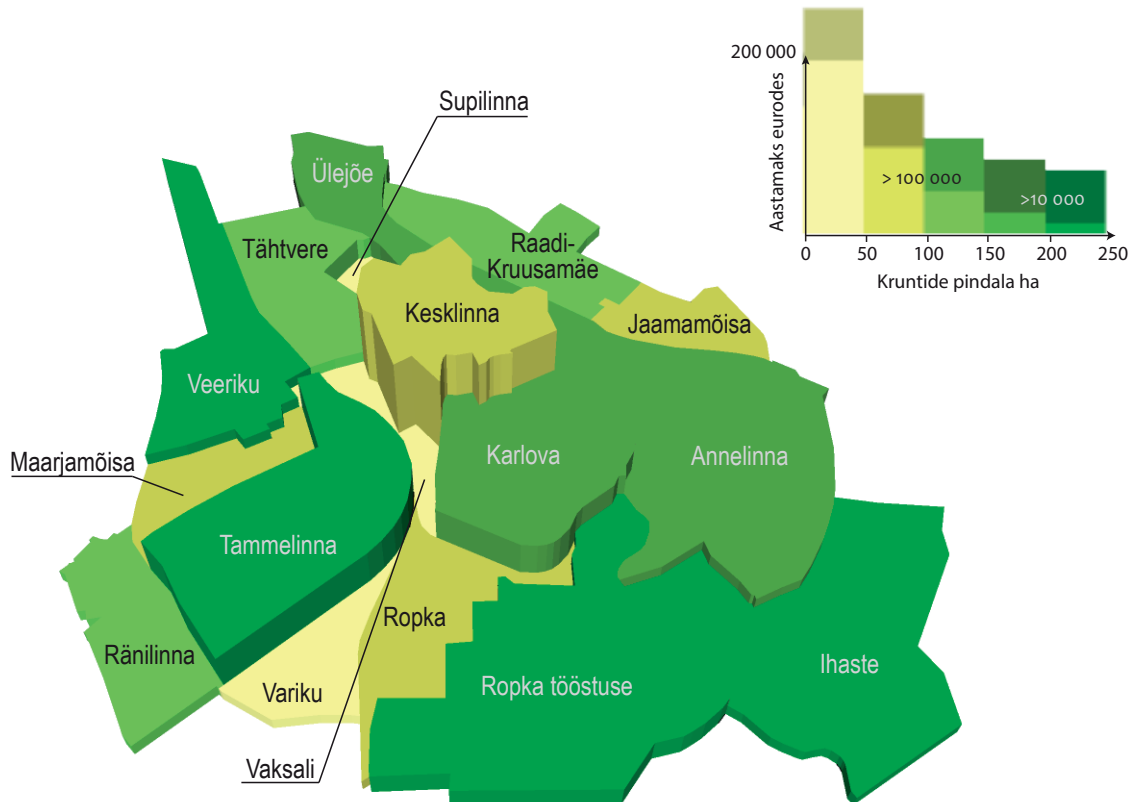 200 000
Aastamaks eurodes
> 100 000
>10 000
0
50
100
150
200
250
Kruntide pindala ha
Supilinna
Ülejõe
Tähtvere
Raadi-
Kruusamäe
Kesklinna
Jaamamõisa
Veeriku
Maarjamõisa
Karlova
Annelinna
Tammelinna
Ropka
Ränilinna
Variku
Ropka tööstuse
Ihaste
Vaksali